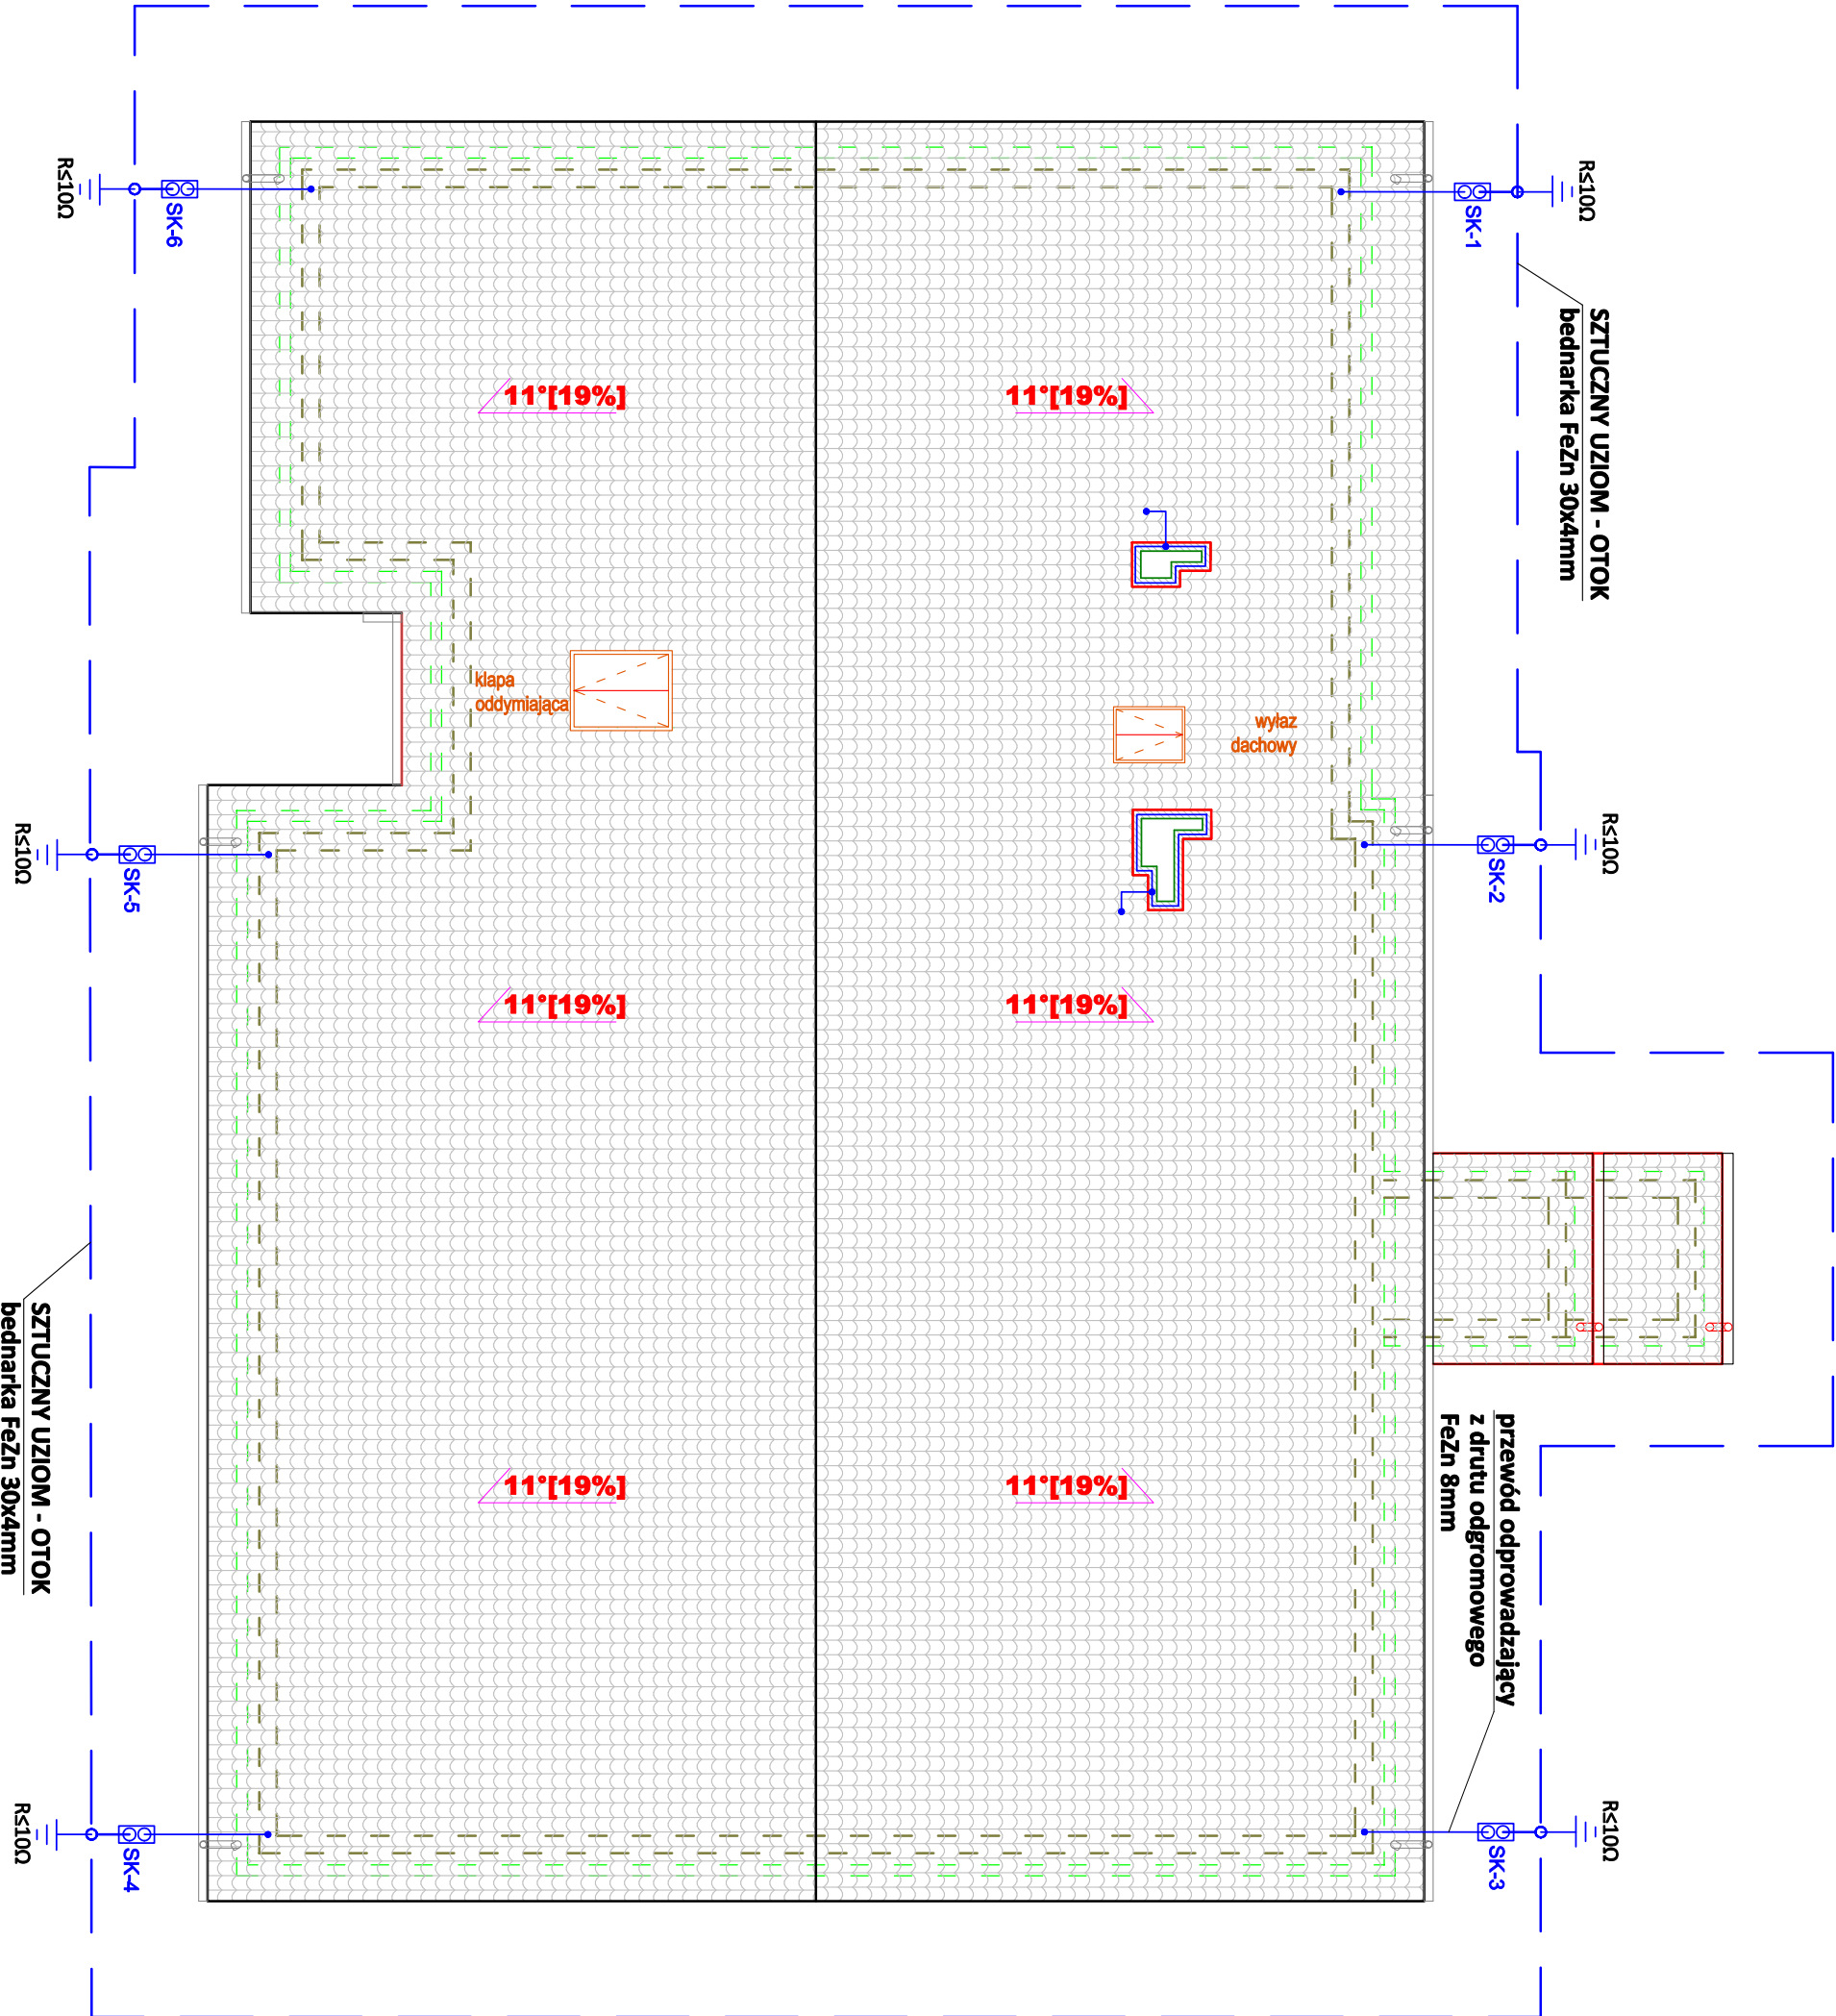 R≤10Ω
SK-6
R≤10Ω
SK-1
SZTUCZNY UZIOM - OTOK
bednarka FeZn 30x4mm
11°[19%]
11°[19%]
klapa
oddymiająca
wyłaz
dachowy
R≤10Ω
SK-5
R≤10Ω
SK-2
11°[19%]
11°[19%]
SZTUCZNY UZIOM - OTOK
bednarka FeZn 30x4mm
przewód odprowadzający
z drutu odgromowego
FeZn 8mm
11°[19%]
11°[19%]
R≤10Ω
SK-4
R≤10Ω
SK-3